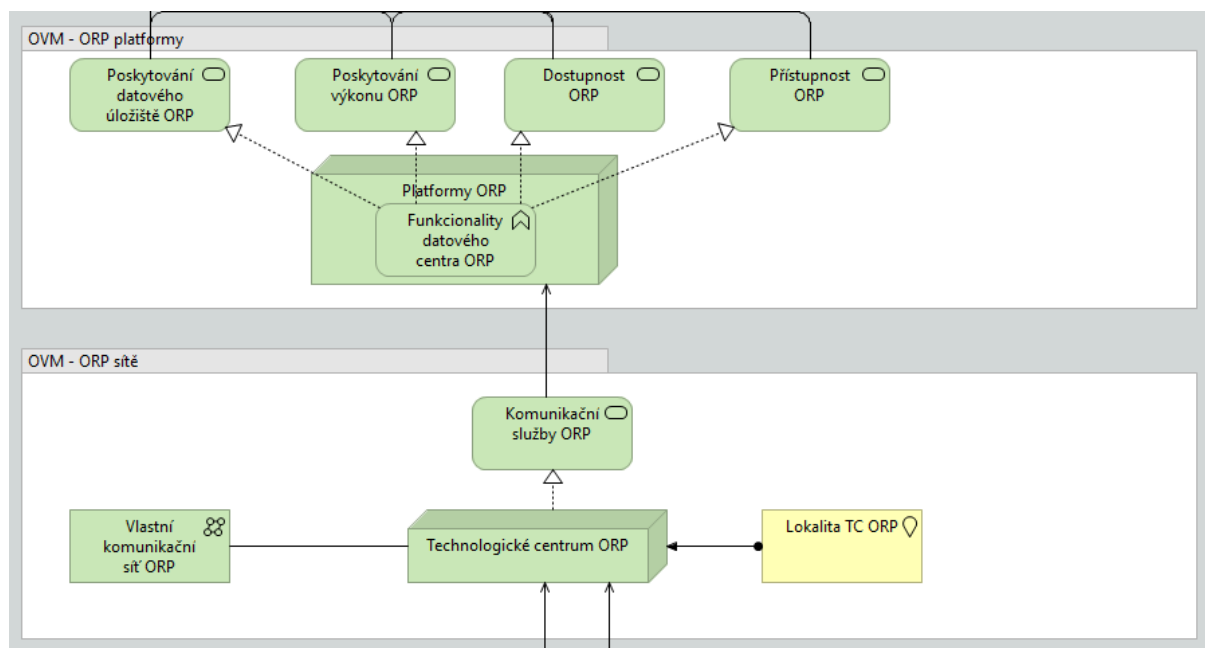 OVM - ORP platformy
Poskytování
datového
úložiště ORP
Poskytování
výkonu ORP
Dostupnost
ORP
Přístupnost
ORP
Platformy ORP
Funkcionality
datového
centra ORP
OVM - ORP sítě
Komunikační
služby ORP
Vlastní
komunikační
síť ORP
Technologické centrum ORP
Lokalita TC ORP